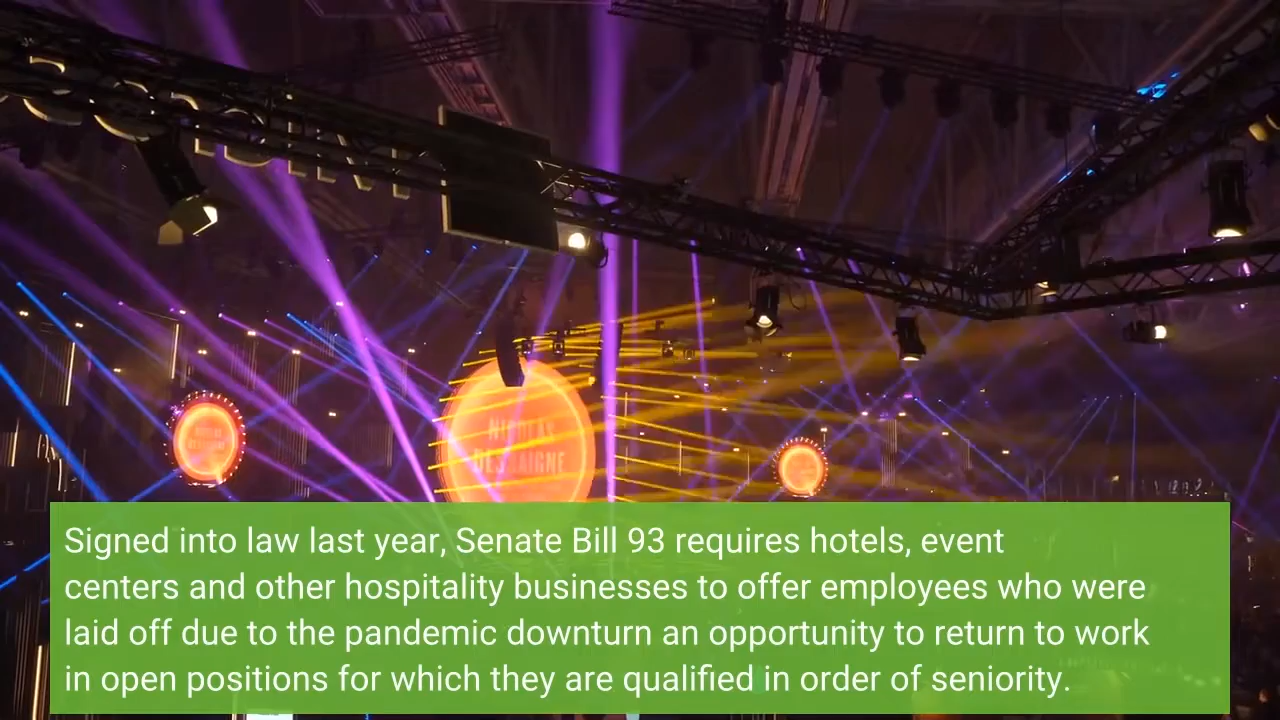 NICOLAS
DESSAIGNE
Signed into law last year, Senate Bill 93 requires hotels, event
centers and other hospitality businesses to offer employees who were
laid off due to the pandemic downturn an opportunity to return to work
in open positions for which they are qualified in order of seniority.